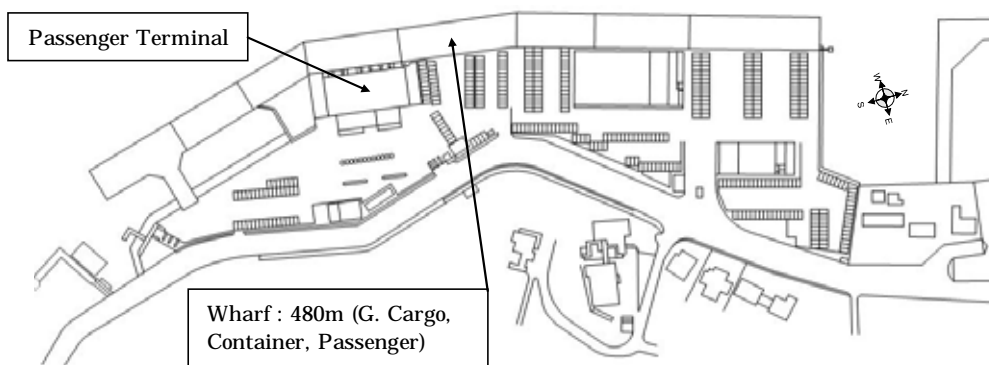 Passenger Terminal
W
N
S
E
Wharf : 480m (G. Cargo,
Container, Passenger)